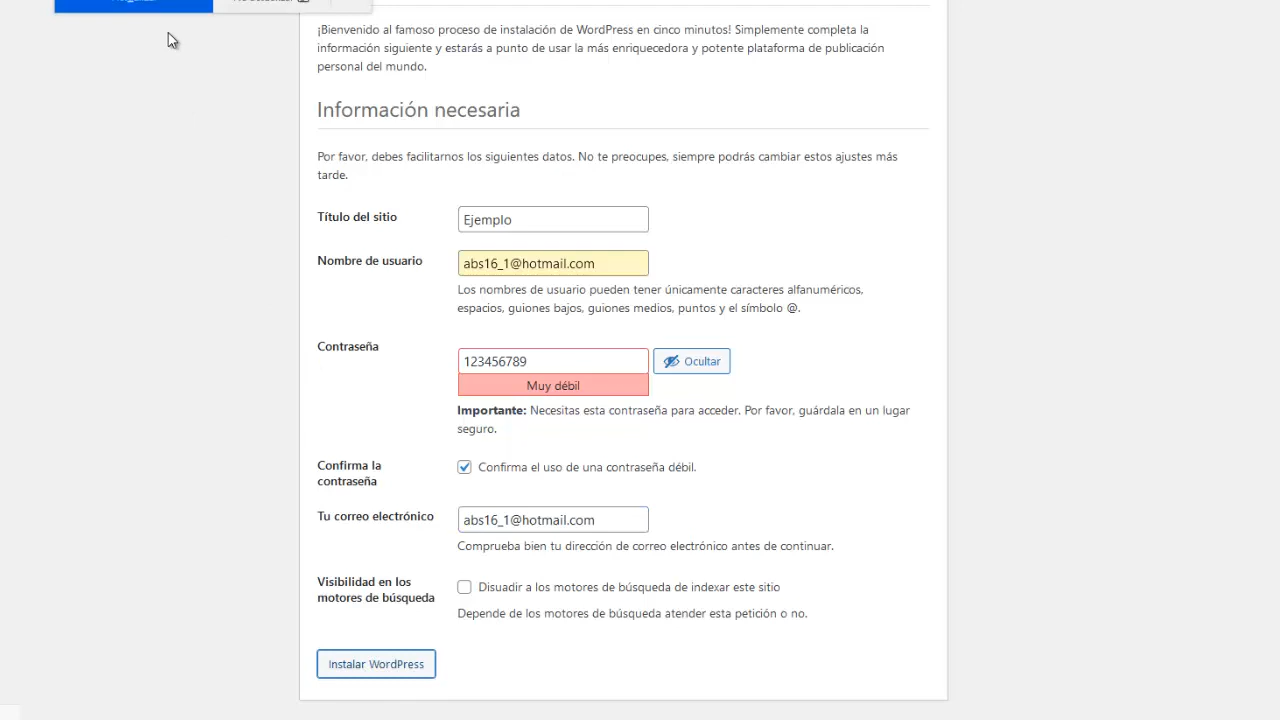 ¡Bienvenido al famoso proceso de instalación de WordPress en cinco minutos! Simplemente completa la
información siguiente y estarás a punto de usar la más enriquecedora y potente plataforma de publicación
personal del mundo.
Información necesaria
Por favor, debes facilitarnos los siguientes datos. No te preocupes, siempre podrás cambiar estos ajustes más
tarde.
Título del sitio
Ejemplo
Nombre de usuario
abs16_1@hotmail.com
Los nombres de usuario pueden tener únicamente caracteres alfanuméricos,
espacios, guiones bajos, guiones medios, puntos y el símbolo @.
Contraseña
123456789
Ocultar
Muy débil
Importante: Necesitas esta contraseña para acceder. Por favor, guárdala en un lugar
seguro.
Confirma la
contraseña
Confirma el uso de una contraseña débil.
Tu correo electrónico
abs16_1@hotmail.com
Comprueba bien tu dirección de correo electrónico antes de continuar.
Visibilidad en los
motores de búsqueda
Disuadir a los motores de búsqueda de indexar este sitio
Depende de los motores de búsqueda atender esta petición o no.
Instalar WordPress